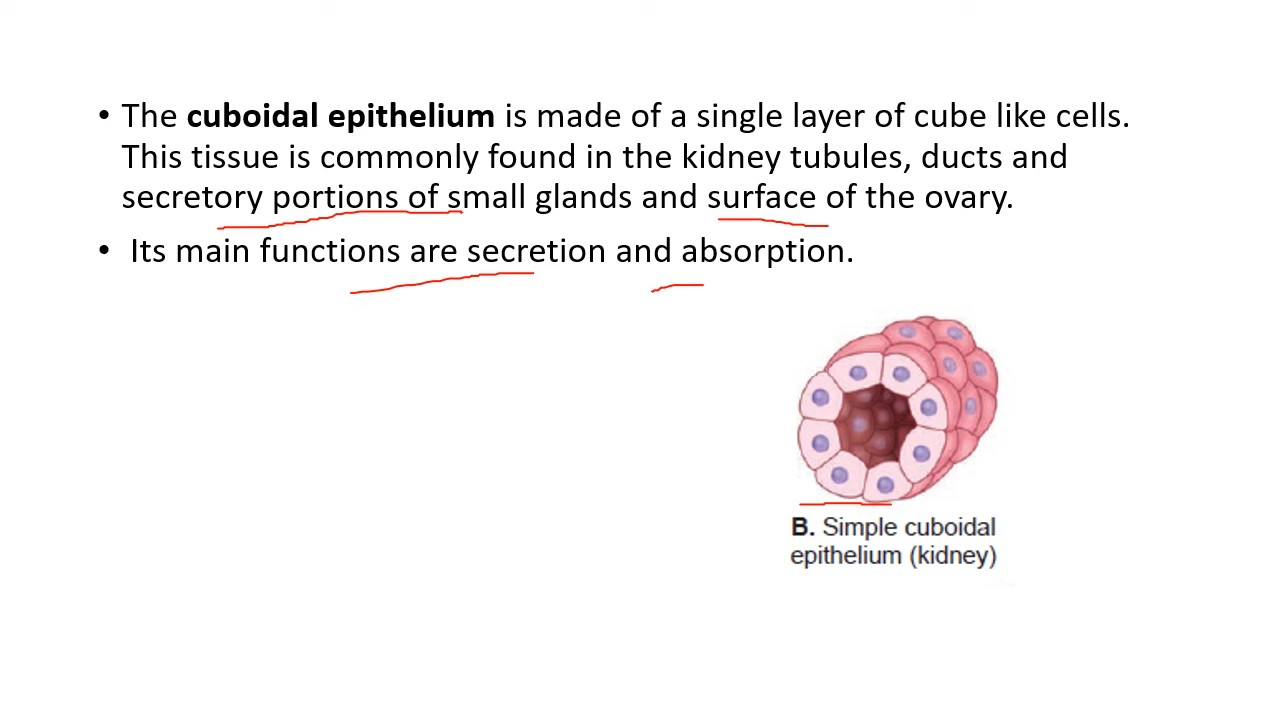 • The cuboidal epithelium is made of a single layer of cube like cells.
This tissue is commonly found in the kidney tubules, ducts and
secretory portions of small glands and surface of the ovary.
• Its main functions are secretion and absorption.
B. Simple cuboidal
epithelium (kidney)